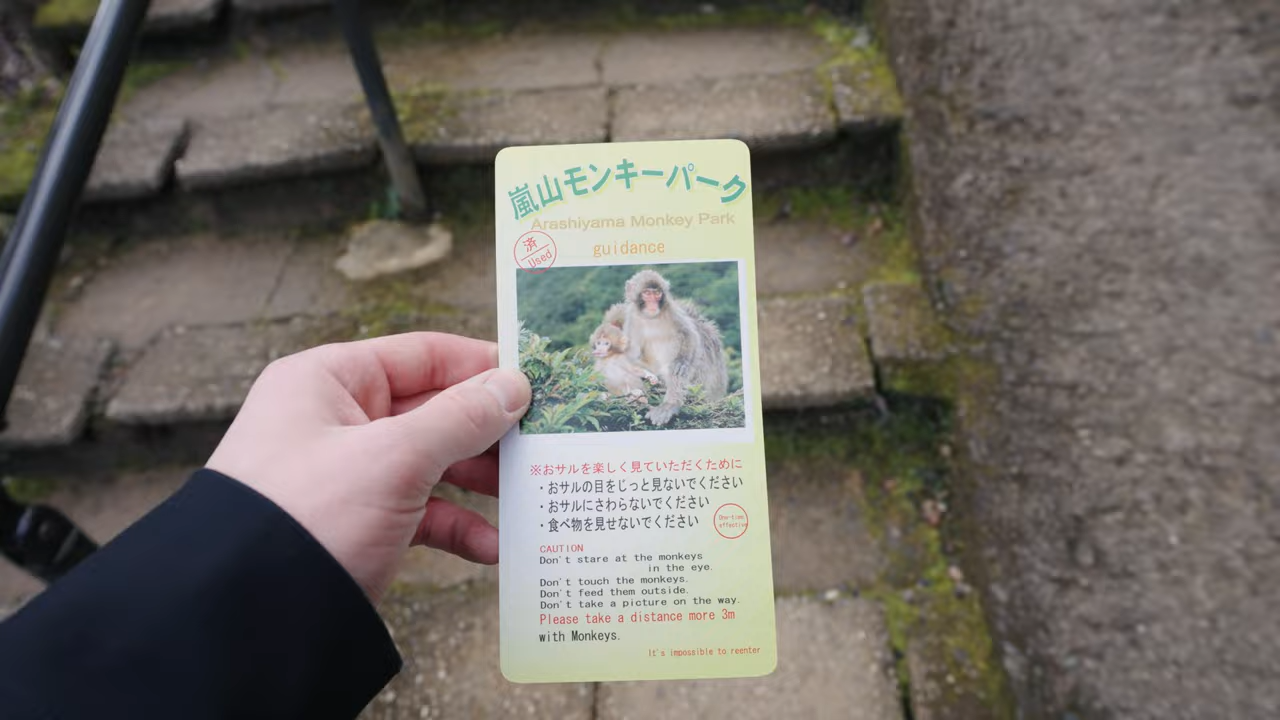 嵐山モンキーパーク
Arashiyama Monkey Park
guidance
済
Used
※おサルを楽しく見ていただくために
・おサルの目をじっと見ないでください
・おサルにさわらないでください
・食べ物を見せないでください
One-time
effective
CAUTION
Don't stare at the monkeys
in the eye.
Don't touch the monkeys.
Don't feed them outside.
Don't take a picture on the way.
Please take a distance more 3m
with Monkeys.
It's impossible to reenter